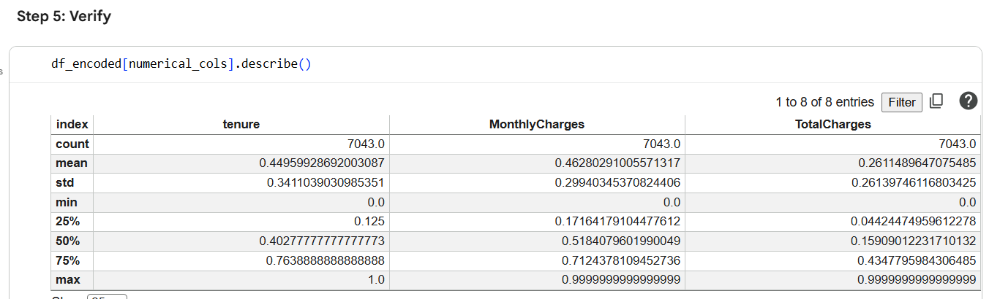 Step 5: Verify
s
df_encoded[numerical_cols].describe()
1 to 8 of 8 entries Filter ?
index tenure MonthlyCharges TotalCharges
count 7043.0 7043.0 7043.0
mean 0.44959928692003087 0.46280291005571317 0.2611489647075485
std 0.3411039030985351 0.29940345370824406 0.26139746116803425
min 0.0 0.0 0.0
25% 0.125 0.17164179104477612 0.04424474959612278
50% 0.40277777777777773 0.5184079601990049 0.15909012231710132
75% 0.7638888888888888 0.7124378109452736 0.4347795984306485
max 1.0 0.9999999999999999 0.9999999999999999